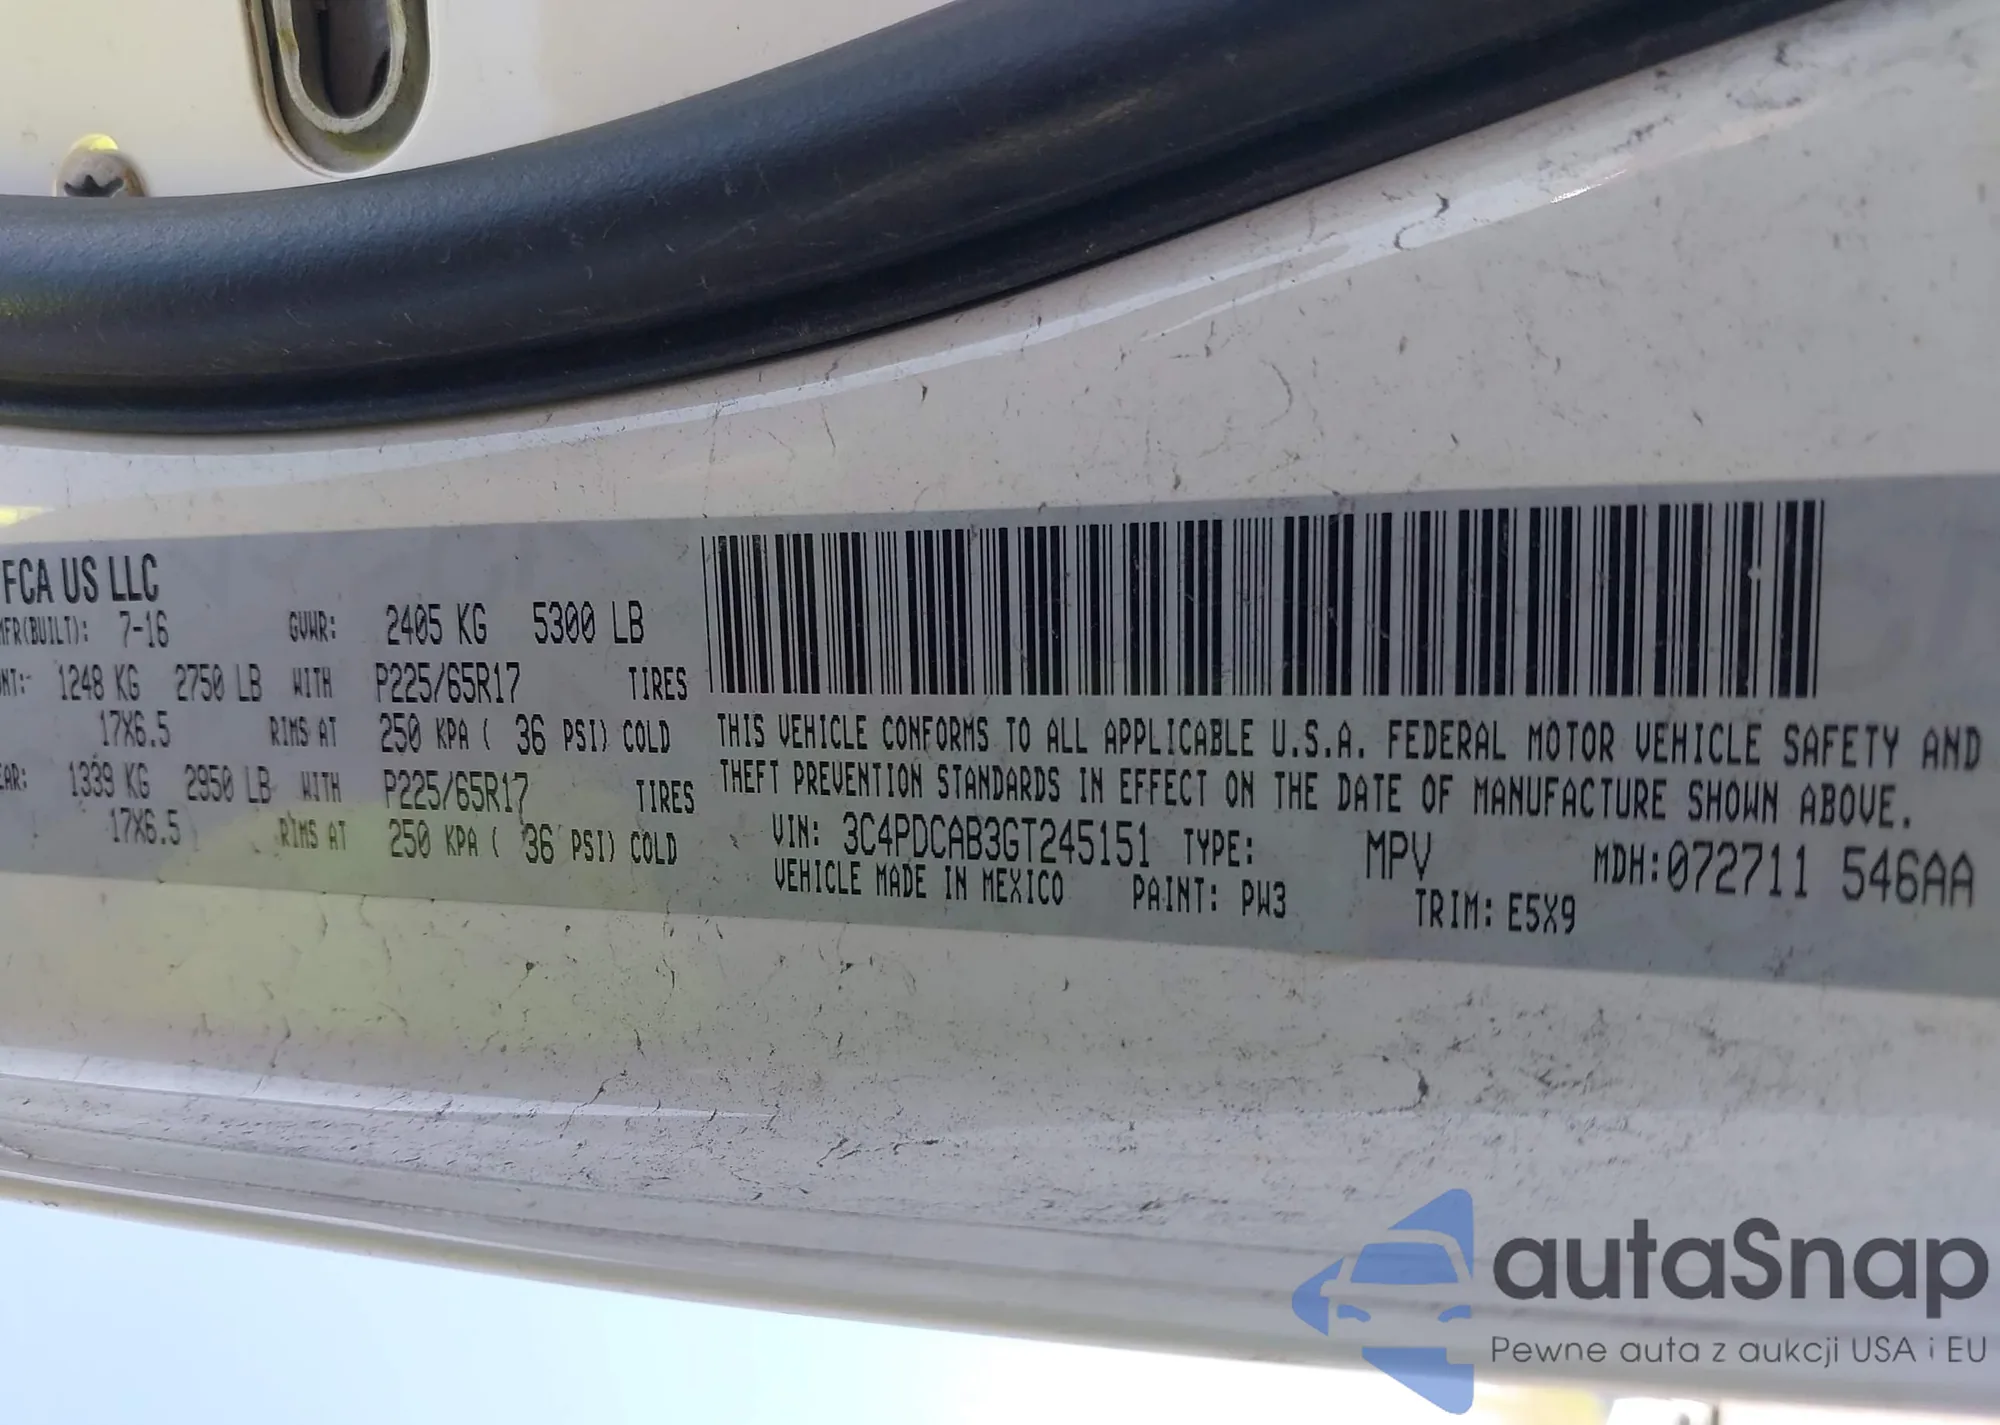 FCA US LLC
MFR(BUILT): 7-16 GVWR: 2405 KG 5300 LB
1248 KG 2750 LB WITH P225/65R17 TIRES
17X6.5 RIMS AT 250 KPA ( 36 PSI) COLD
1339 KG 2950 LB WITH P225/65R17 TIRES
17X6.5 RIMS AT 250 KPA ( 36 PSI) COLD
THIS VEHICLE CONFORMS TO ALL APPLICABLE U.S.A. FEDERAL MOTOR VEHICLE SAFETY AND
THEFT PREVENTION STANDARDS IN EFFECT ON THE DATE OF MANUFACTURE SHOWN ABOVE.
VIN: 3C4PDCAB3GT245151 TYPE: MPV MDH:072711 546AA
VEHICLE MADE IN MEXICO PAINT: PW3 TRIM: E5X9
autaSnap
Pewne auta z aukcji USA i EU